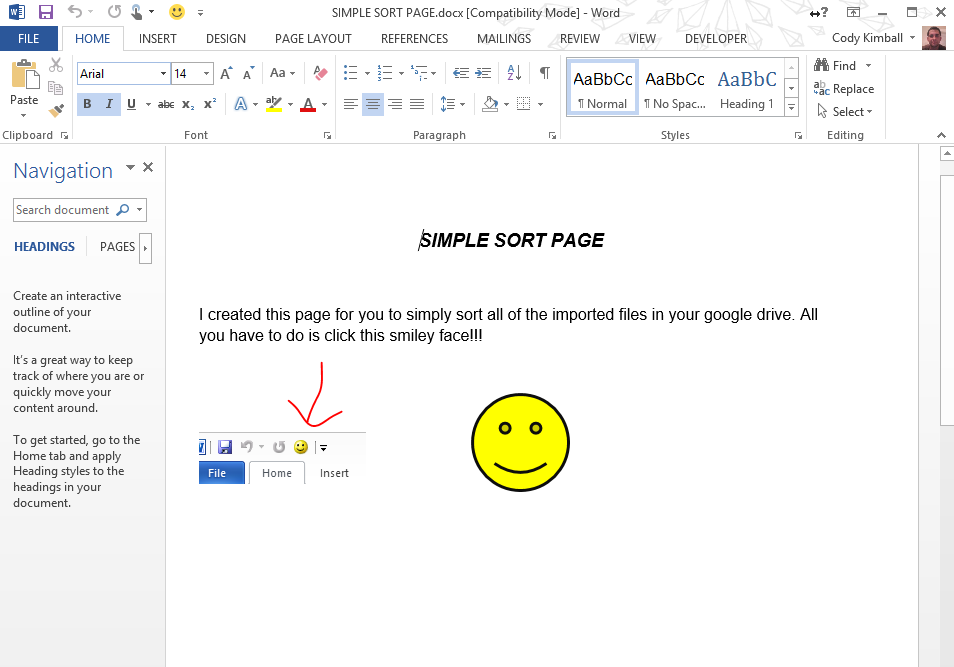 SIMPLE SORT PAGE.docx [Compatibility Mode] - Word
?
FILE HOME INSERT DESIGN PAGE LAYOUT REFERENCES MAILINGS REVIEW VIEW DEVELOPER Cody Kimball
Paste
Arial 14 A A Aa
B I U abc x₂ x² A ab A
AaBbCc AaBbCc AaBbC
¶ Normal ¶ No Spac... Heading 1
Find
Replace
Select
Clipboard Font Paragraph Styles Editing
Navigation
Search document
HEADINGS PAGES
Create an interactive
outline of your
document.
It's a great way to keep
track of where you are or
quickly move your
content around.
To get started, go to the
Home tab and apply
Heading styles to the
headings in your
document.
SIMPLE SORT PAGE
I created this page for you to simply sort all of the imported files in your google drive. All
you have to do is click this smiley face!!!
File Home Insert